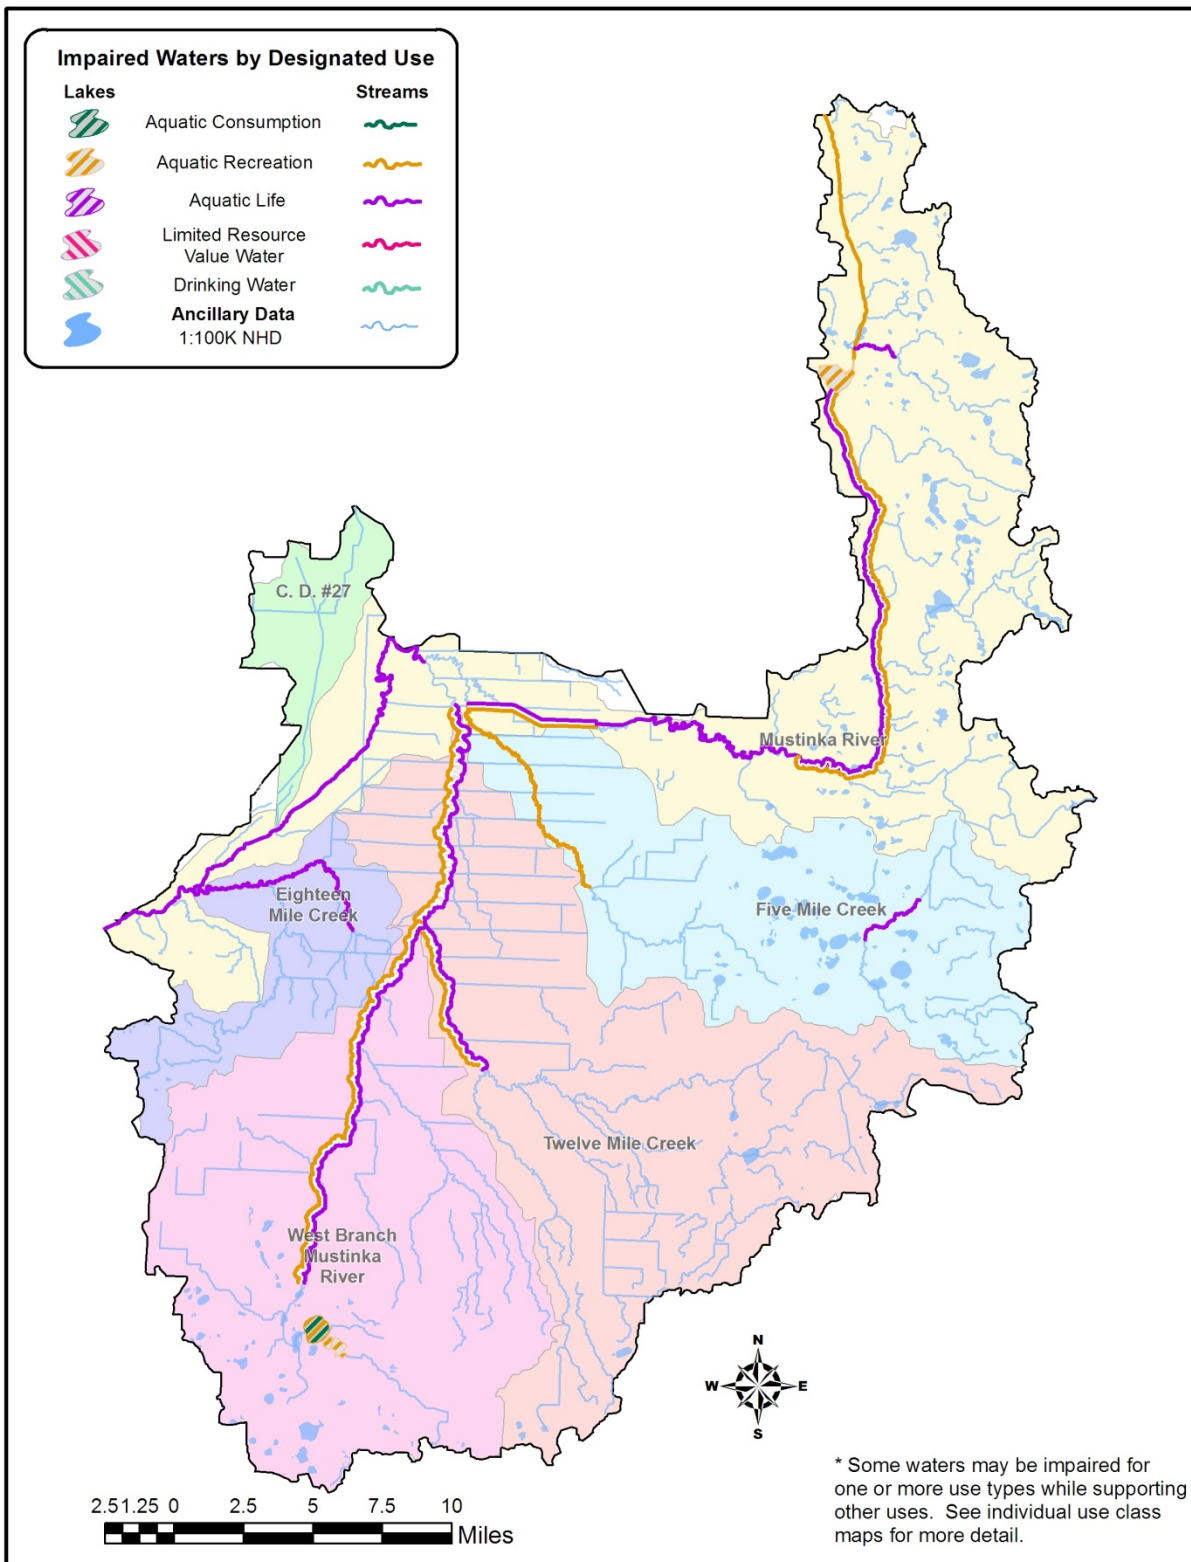 Impaired Waters by Designated Use
Lakes Streams
Aquatic Consumption
Aquatic Recreation
Aquatic Life
Limited Resource
Value Water
Drinking Water
Ancillary Data
1:100K NHD
C. D. #27
Mustinka River
Eighteen
Mile Creek
Five Mile Creek
Twelve Mile Creek
West Branch
Mustinka
River
N
W E
S
2.5 1.25 0 2.5 5 7.5 10
Miles
* Some waters may be impaired for
one or more use types while supporting
other uses. See individual use class
maps for more detail.